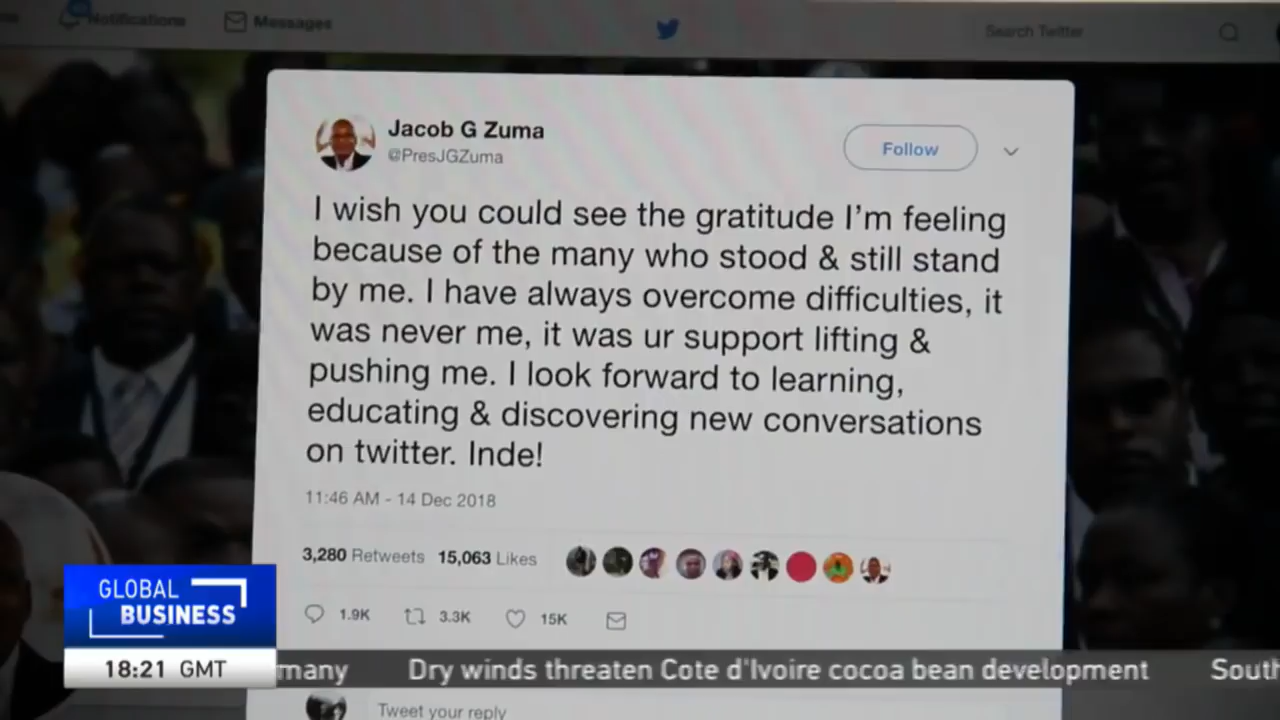 Notifications
Messages
Search Twitter
Jacob G Zuma
@PresJGZuma
Follow
I wish you could see the gratitude I'm feeling
because of the many who stood & still stand
by me. I have always overcome difficulties, it
was never me, it was ur support lifting &
pushing me. I look forward to learning,
educating & discovering new conversations
on twitter. Inde!
11:46 AM - 14 Dec 2018
3,280 Retweets 15,063 Likes
1.9K 3.3K 15K
GLOBAL
BUSINESS
18:21 GMT
many Dry winds threaten Cote d'Ivoire cocoa bean development South
Tweet your reply